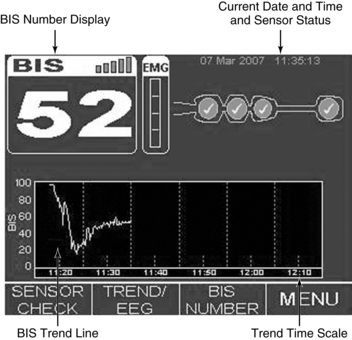 BIS Number Display
Current Date and Time
and Sensor Status
BIS
EMG
07 Mar 2007 11:35:13
52
100
80
60
40
20
0
BIS
11:20 11:30 11:40 11:50 12:00 12:10
SENSOR CHECK
TREND/ EEG
BIS NUMBER
MENU
BIS Trend Line
Trend Time Scale